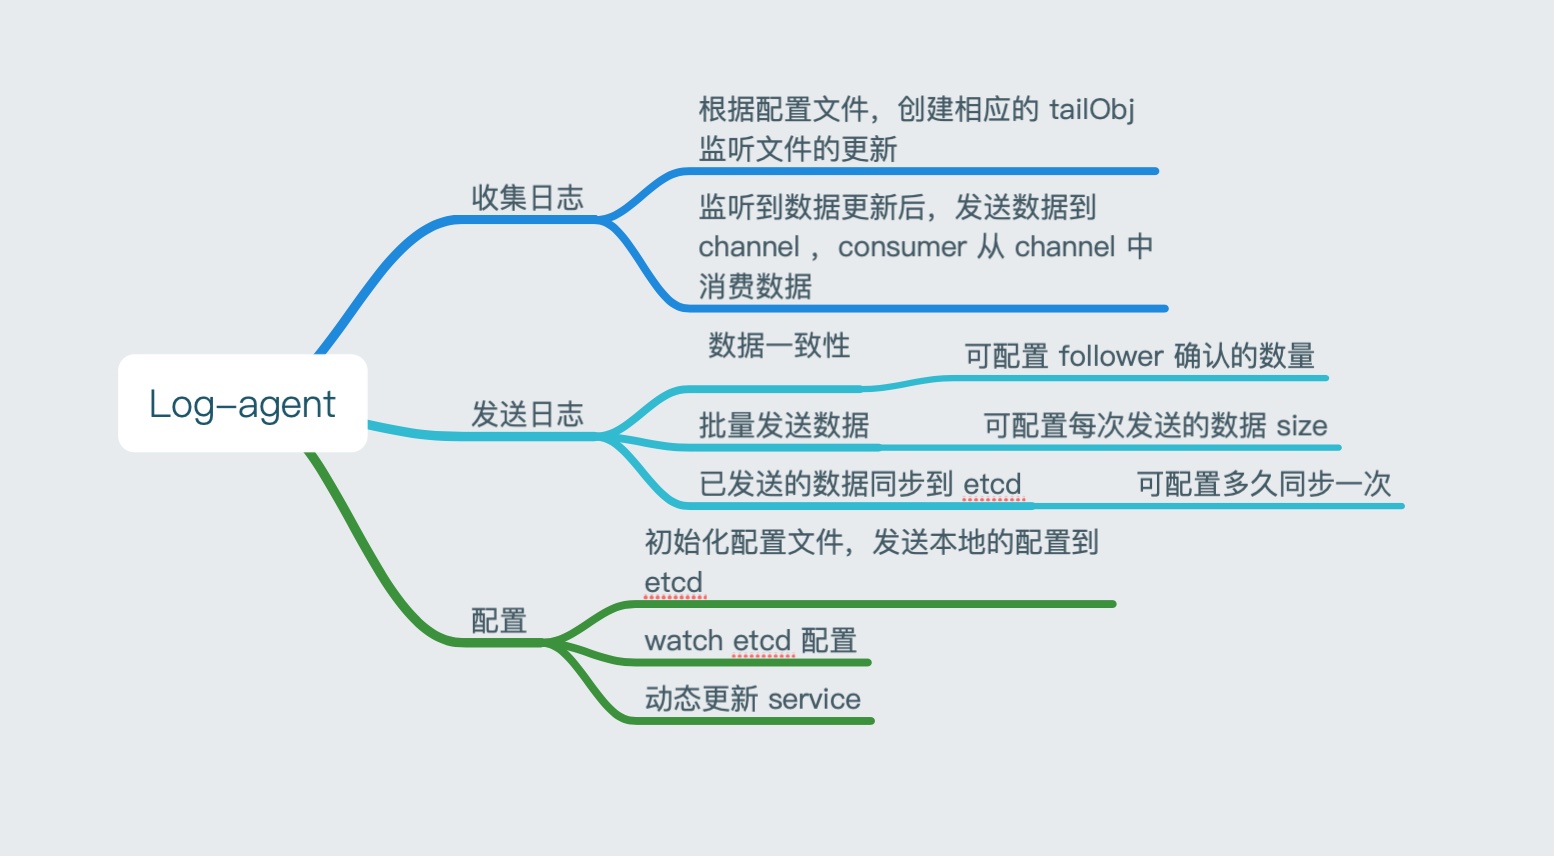 Log-agent
收集日志
根据配置文件，创建相应的 tailObj
监听文件的更新
监听到数据更新后，发送数据到
channel ，consumer 从 channel 中
消费数据
发送日志
数据一致性
可配置 follower 确认的数量
批量发送数据
可配置每次发送的数据 size
已发送的数据同步到 etcd
可配置多久同步一次
配置
初始化配置文件，发送本地的配置到
etcd
watch etcd 配置
动态更新 service